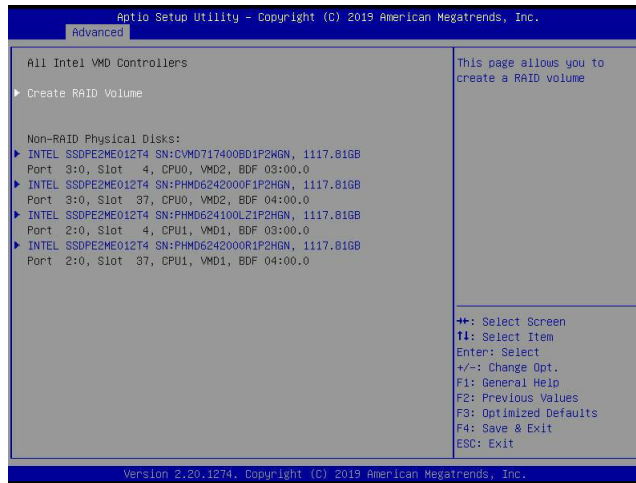 Aptio Setup Utility – Copyright (C) 2019 American Megatrends, Inc.
Advanced
All Intel VMD Controllers
▶ Create RAID Volume
Non-RAID Physical Disks:
▶ INTEL SSDPE2ME012T4 SN:CVMD717400BD1P2WGN, 1117.81GB
Port 3:0, Slot 4, CPU0, VMD2, BDF 03:00.0
▶ INTEL SSDPE2ME012T4 SN:PHMD6242000F1P2HGN, 1117.81GB
Port 3:0, Slot 37, CPU0, VMD2, BDF 04:00.0
▶ INTEL SSDPE2ME012T4 SN:PHMD624100LZ1P2HGN, 1117.81GB
Port 2:0, Slot 4, CPU1, VMD1, BDF 03:00.0
▶ INTEL SSDPE2ME012T4 SN:PHMD6242000R1P2HGN, 1117.81GB
Port 2:0, Slot 37, CPU1, VMD1, BDF 04:00.0
This page allows you to
create a RAID volume
→←: Select Screen
↑↓: Select Item
Enter: Select
+/-: Change Opt.
F1: General Help
F2: Previous Values
F3: Optimized Defaults
F4: Save & Exit
ESC: Exit
Version 2.20.1274. Copyright (C) 2019 American Megatrends, Inc.